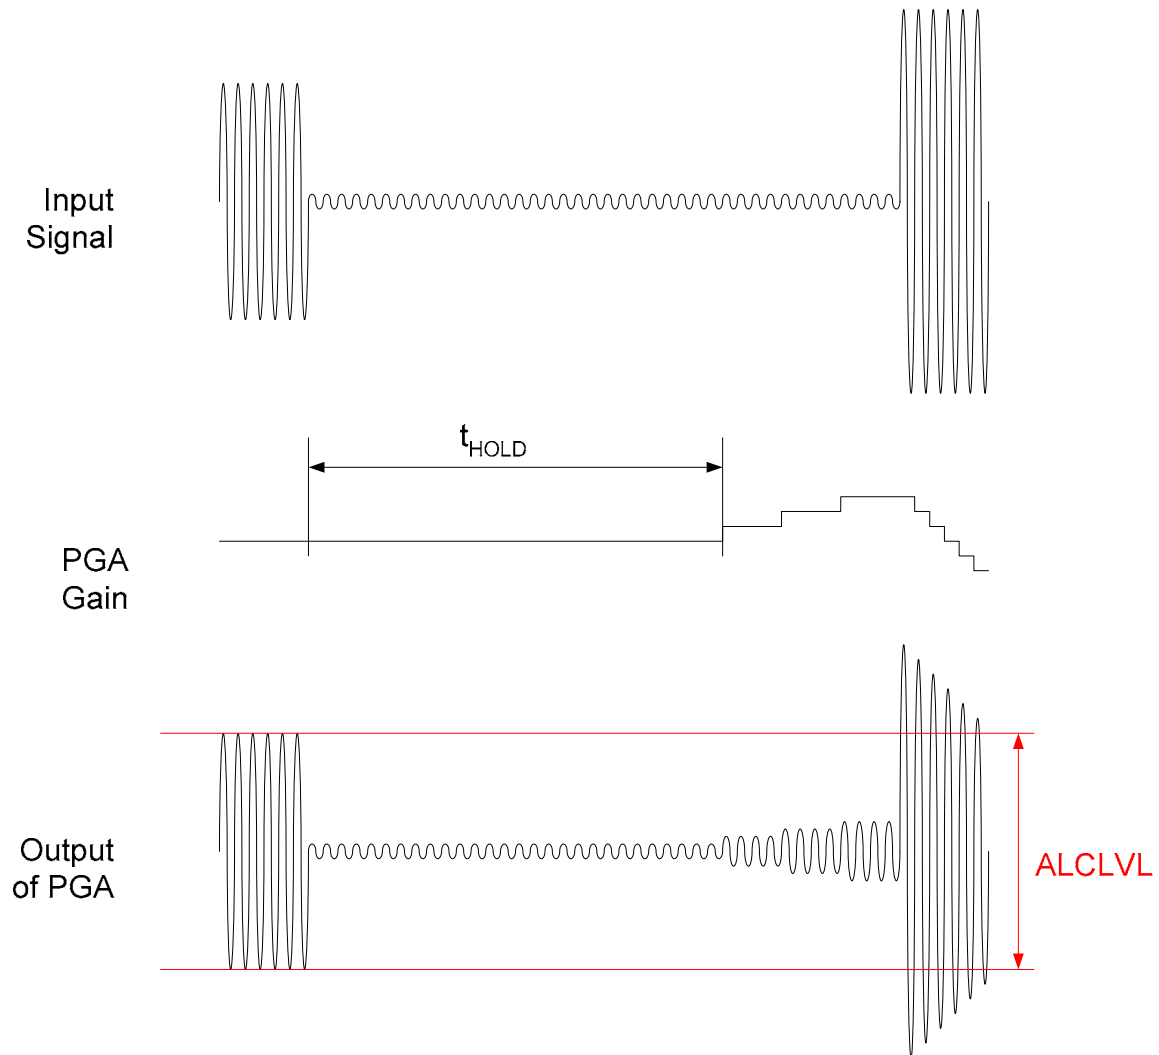 Input
Signal
tHOLD
PGA
Gain
Output
of PGA
ALCLVL